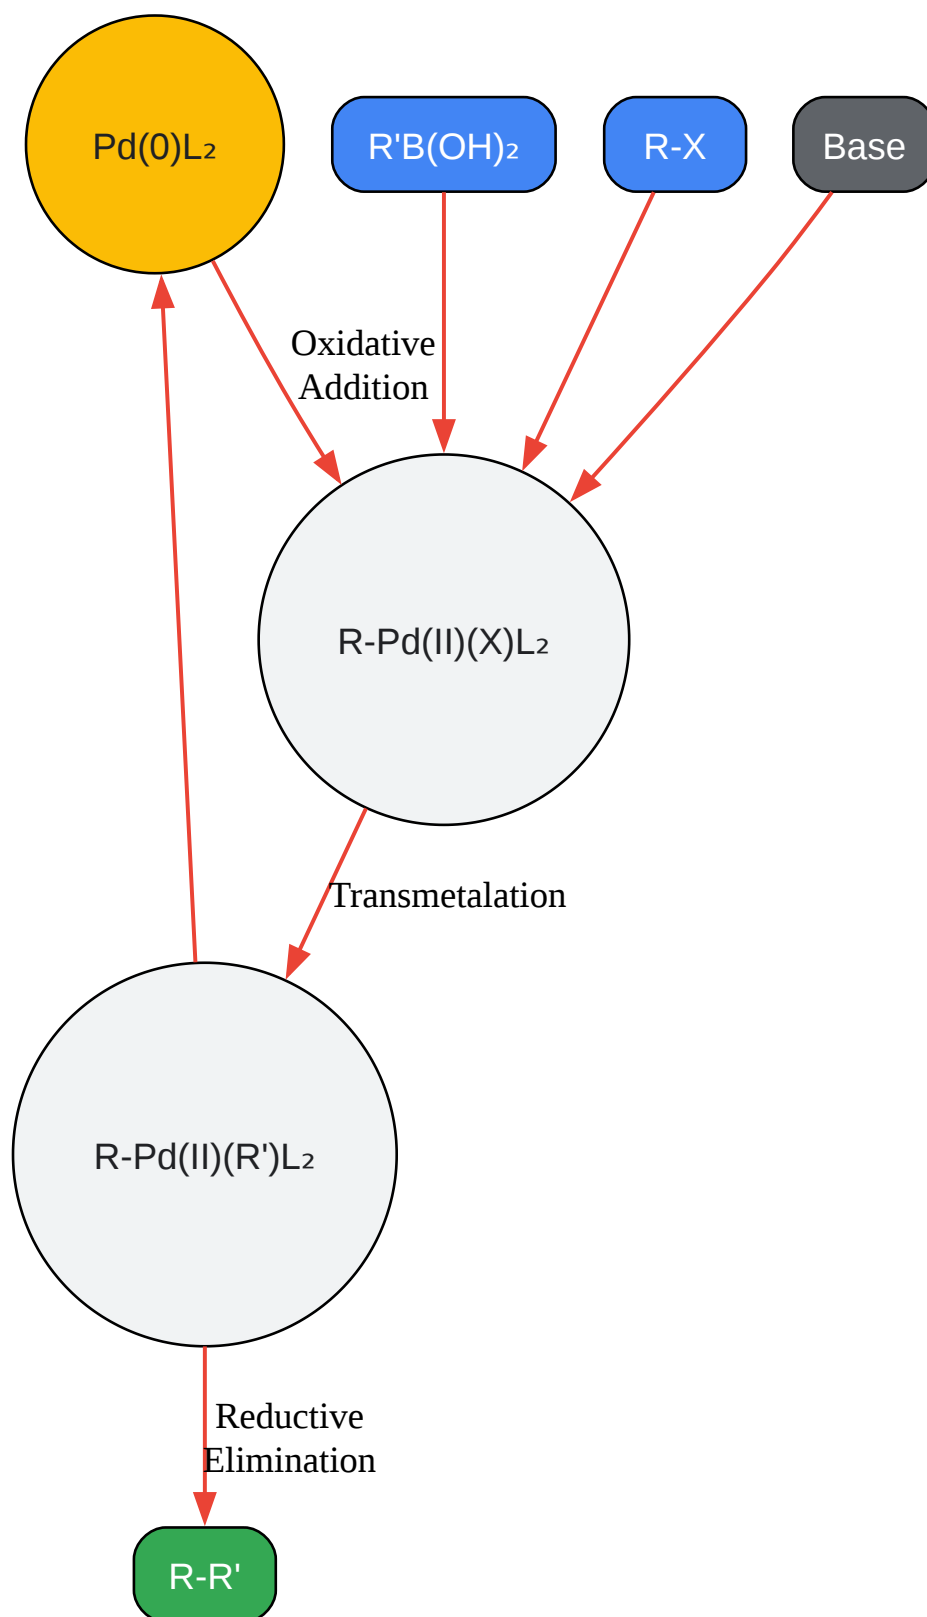 Pd(0)L₂
R'B(OH)₂
R-X
Base
Oxidative
Addition
R-Pd(II)(X)L₂
Transmetalation
R-Pd(II)(R')L₂
Reductive
Elimination
R-R'